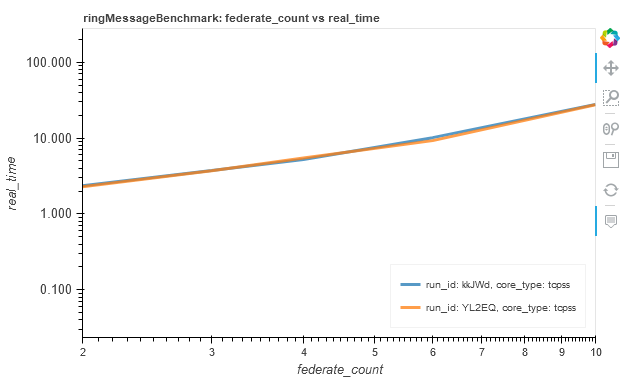 ringMessageBenchmark: federate_count vs real_time
100.000
10.000
1.000
0.100
real_time
run_id: kkJWd, core_type: tcpss
run_id: YL2EQ, core_type: tcpss
2 3 4 5 6 7 8 9 10
federate_count